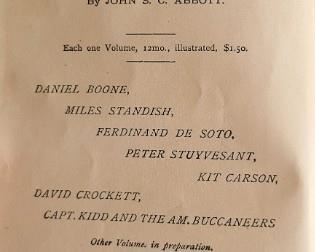 By JOHN S. C. ABBOTT.
Each one Volume, 12mo., illustrated, $1.50.
DANIEL BOONE,
MILES STANDISH,
FERDINAND DE SOTO,
PETER STUYVESANT,
KIT CARSON,
DAVID CROCKETT,
CAPT. KIDD AND THE AM. BUCCANEERS
Other Volume. in preparation.